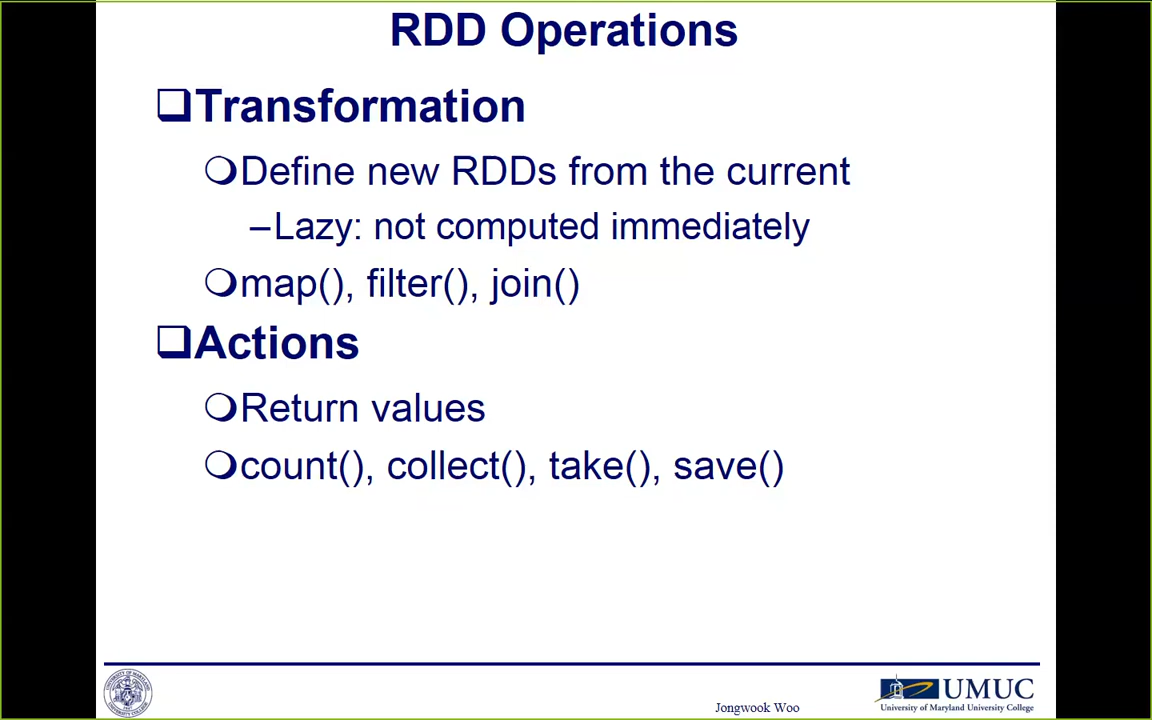 RDD Operations
Transformation
Define new RDDs from the current
–Lazy: not computed immediately
map(), filter(), join()
Actions
Return values
count(), collect(), take(), save()
Jongwook Woo
UMUC
University of Maryland University College